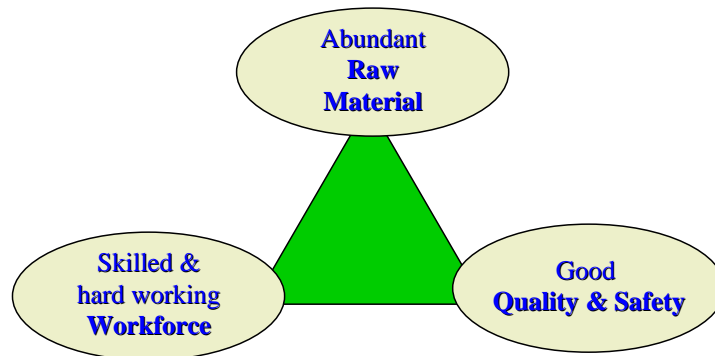 Abundant
Raw
Material
Skilled &
hard working
Workforce
Good
Quality & Safety